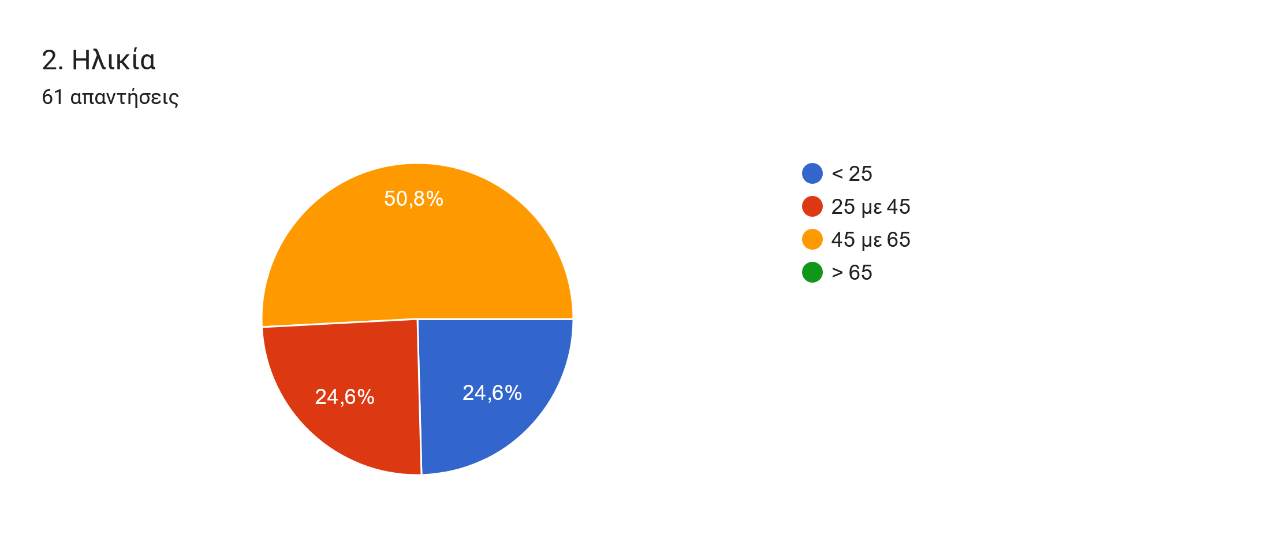 2. Ηλικία
61 απαντήσεις
50,8%
24,6%
24,6%
< 25
25 με 45
45 με 65
> 65